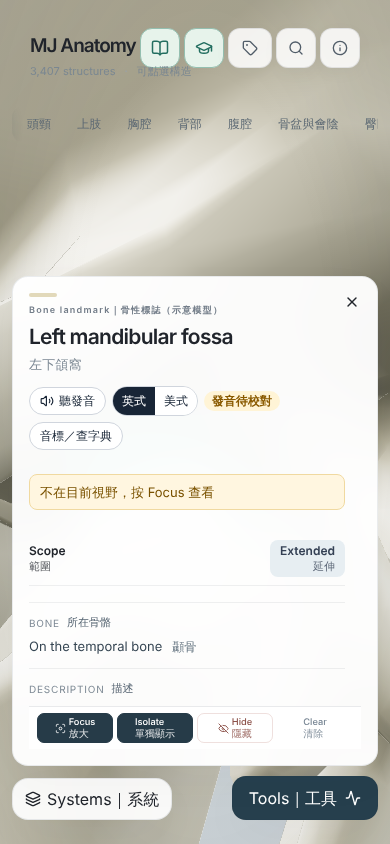 MJ Anatomy
3,407 structures 可點選構造
頭頸 上肢 胸腔 背部 腹腔 骨盆與會陰 臀
Bone landmark | 骨性標誌（示意模型）
Left mandibular fossa
左下頜窩
聽發音 英式 美式 發音待校對
音標／查字典
不在目前視野，按 Focus 查看
Scope Extended
範圍 延伸
BONE 所在骨骼
On the temporal bone 顳骨
DESCRIPTION 描述
Focus Isolate Hide Clear
放大 單獨顯示 隱藏 清除
Systems｜系統 Tools｜工具